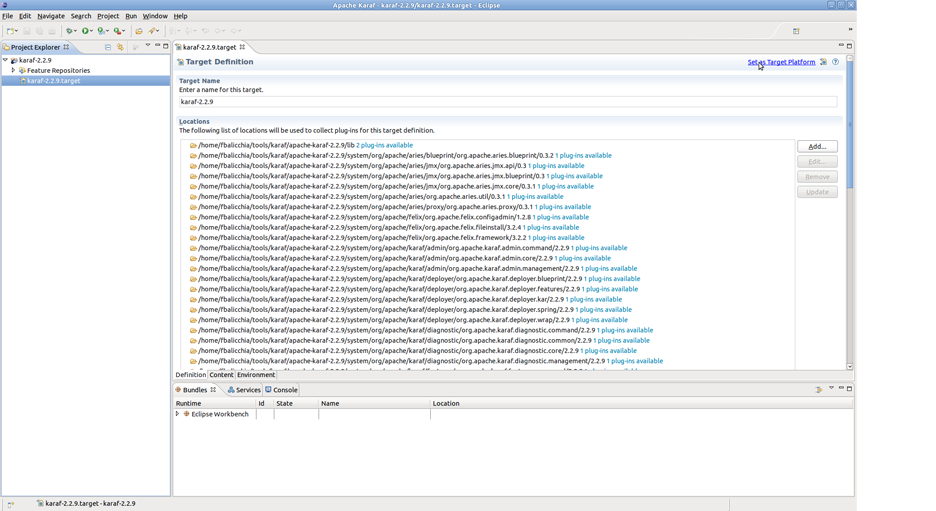 Apache Karaf - karaf-2.2.9/karaf-2.2.9.target - Eclipse
File Edit Navigate Search Project Run Window Help
Project Explorer
karaf-2.2.9
Feature Repositories
karaf-2.2.9.target
karaf-2.2.9.target
Target Definition
Set as Target Platform
Target Name
Enter a name for this target.
karaf-2.2.9
Locations
The following list of locations will be used to collect plug-ins for this target definition.
/home/fbalicchia/tools/karaf/apache-karaf-2.2.9/lib 2 plug-ins available
/home/fbalicchia/tools/karaf/apache-karaf-2.2.9/system/org/apache/aries/blueprint/org.apache.aries.blueprint/0.3.2 1 plug-ins available
/home/fbalicchia/tools/karaf/apache-karaf-2.2.9/system/org/apache/aries/jmx/org.apache.aries.jmx.api/0.3 1 plug-ins available
/home/fbalicchia/tools/karaf/apache-karaf-2.2.9/system/org/apache/aries/jmx/org.apache.aries.jmx.blueprint/0.3 1 plug-ins available
/home/fbalicchia/tools/karaf/apache-karaf-2.2.9/system/org/apache/aries/jmx/org.apache.aries.jmx.core/0.3.1 1 plug-ins available
/home/fbalicchia/tools/karaf/apache-karaf-2.2.9/system/org/apache/aries/org.apache.aries.util/0.3.1 1 plug-ins available
/home/fbalicchia/tools/karaf/apache-karaf-2.2.9/system/org/apache/aries/proxy/org.apache.aries.proxy/0.3.1 1 plug-ins available
/home/fbalicchia/tools/karaf/apache-karaf-2.2.9/system/org/apache/felix/org.apache.felix.configadmin/1.2.8 1 plug-ins available
/home/fbalicchia/tools/karaf/apache-karaf-2.2.9/system/org/apache/felix/org.apache.felix.fileinstall/3.2.4 1 plug-ins available
/home/fbalicchia/tools/karaf/apache-karaf-2.2.9/system/org/apache/felix/org.apache.felix.framework/3.2.2 1 plug-ins available
/home/fbalicchia/tools/karaf/apache-karaf-2.2.9/system/org/apache/karaf/admin/org.apache.karaf.admin.command/2.2.9 1 plug-ins available
/home/fbalicchia/tools/karaf/apache-karaf-2.2.9/system/org/apache/karaf/admin/org.apache.karaf.admin.core/2.2.9 1 plug-ins available
/home/fbalicchia/tools/karaf/apache-karaf-2.2.9/system/org/apache/karaf/admin/org.apache.karaf.admin.management/2.2.9 1 plug-ins available
/home/fbalicchia/tools/karaf/apache-karaf-2.2.9/system/org/apache/karaf/deployer/org.apache.karaf.deployer.blueprint/2.2.9 1 plug-ins available
/home/fbalicchia/tools/karaf/apache-karaf-2.2.9/system/org/apache/karaf/deployer/org.apache.karaf.deployer.features/2.2.9 1 plug-ins available
/home/fbalicchia/tools/karaf/apache-karaf-2.2.9/system/org/apache/karaf/deployer/org.apache.karaf.deployer.kar/2.2.9 1 plug-ins available
/home/fbalicchia/tools/karaf/apache-karaf-2.2.9/system/org/apache/karaf/deployer/org.apache.karaf.deployer.spring/2.2.9 1 plug-ins available
/home/fbalicchia/tools/karaf/apache-karaf-2.2.9/system/org/apache/karaf/deployer/org.apache.karaf.deployer.wrap/2.2.9 1 plug-ins available
/home/fbalicchia/tools/karaf/apache-karaf-2.2.9/system/org/apache/karaf/diagnostic/org.apache.karaf.diagnostic.command/2.2.9 1 plug-ins available
/home/fbalicchia/tools/karaf/apache-karaf-2.2.9/system/org/apache/karaf/diagnostic/org.apache.karaf.diagnostic.common/2.2.9 1 plug-ins available
/home/fbalicchia/tools/karaf/apache-karaf-2.2.9/system/org/apache/karaf/diagnostic/org.apache.karaf.diagnostic.core/2.2.9 1 plug-ins available
/home/fbalicchia/tools/karaf/apache-karaf-2.2.9/system/org/apache/karaf/diagnostic/org.apache.karaf.diagnostic.management/2.2.9 1 plug-ins available
Add...
Edit...
Remove
Update
Definition Content Environment
Bundles Services Console
Runtime Id State Name Location
Eclipse Workbench
karaf-2.2.9.target - karaf-2.2.9